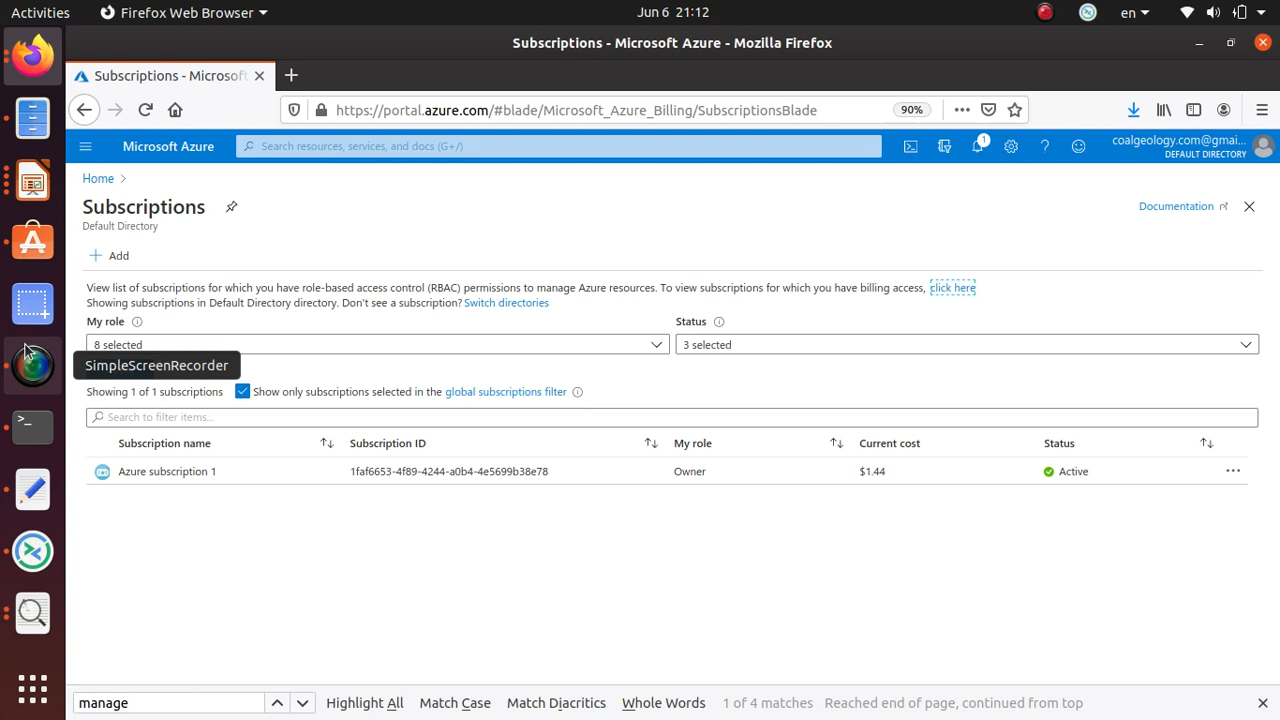 Activities Firefox Web Browser Jun 6 21:12 en
Subscriptions - Microsoft Azure - Mozilla Firefox
Subscriptions - Microsof
https://portal.azure.com/#blade/Microsoft_Azure_Billing/SubscriptionsBlade 90%
Microsoft Azure Search resources, services, and docs (G+/) 1 coalgeology.com@gmai...
DEFAULT DIRECTORY
Home
Subscriptions
Documentation
Default Directory
Add
View list of subscriptions for which you have role-based access control (RBAC) permissions to manage Azure resources. To view subscriptions for which you have billing access, click here
Showing subscriptions in Default Directory directory. Don't see a subscription? Switch directories
My role Status
8 selected 3 selected
SimpleScreenRecorder
Showing 1 of 1 subscriptions Show only subscriptions selected in the global subscriptions filter
Search to filter items...
Subscription name Subscription ID My role Current cost Status
Azure subscription 1 1faf6653-4f89-4244-a0b4-4e5699b38e78 Owner $1.44 Active
manage Highlight All Match Case Match Diacritics Whole Words 1 of 4 matches Reached end of page, continued from top